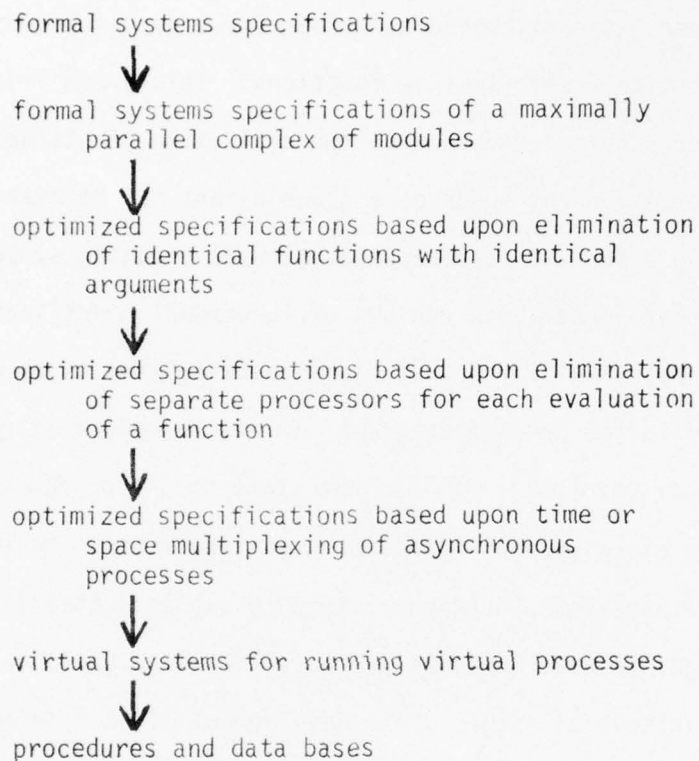 formal systems specifications
formal systems specifications of a maximally
parallel complex of modules
optimized specifications based upon elimination
of identical functions with identical
arguments
optimized specifications based upon elimination
of separate processors for each evaluation
of a function
optimized specifications based upon time or
space multiplexing of asynchronous
processes
virtual systems for running virtual processes
procedures and data bases